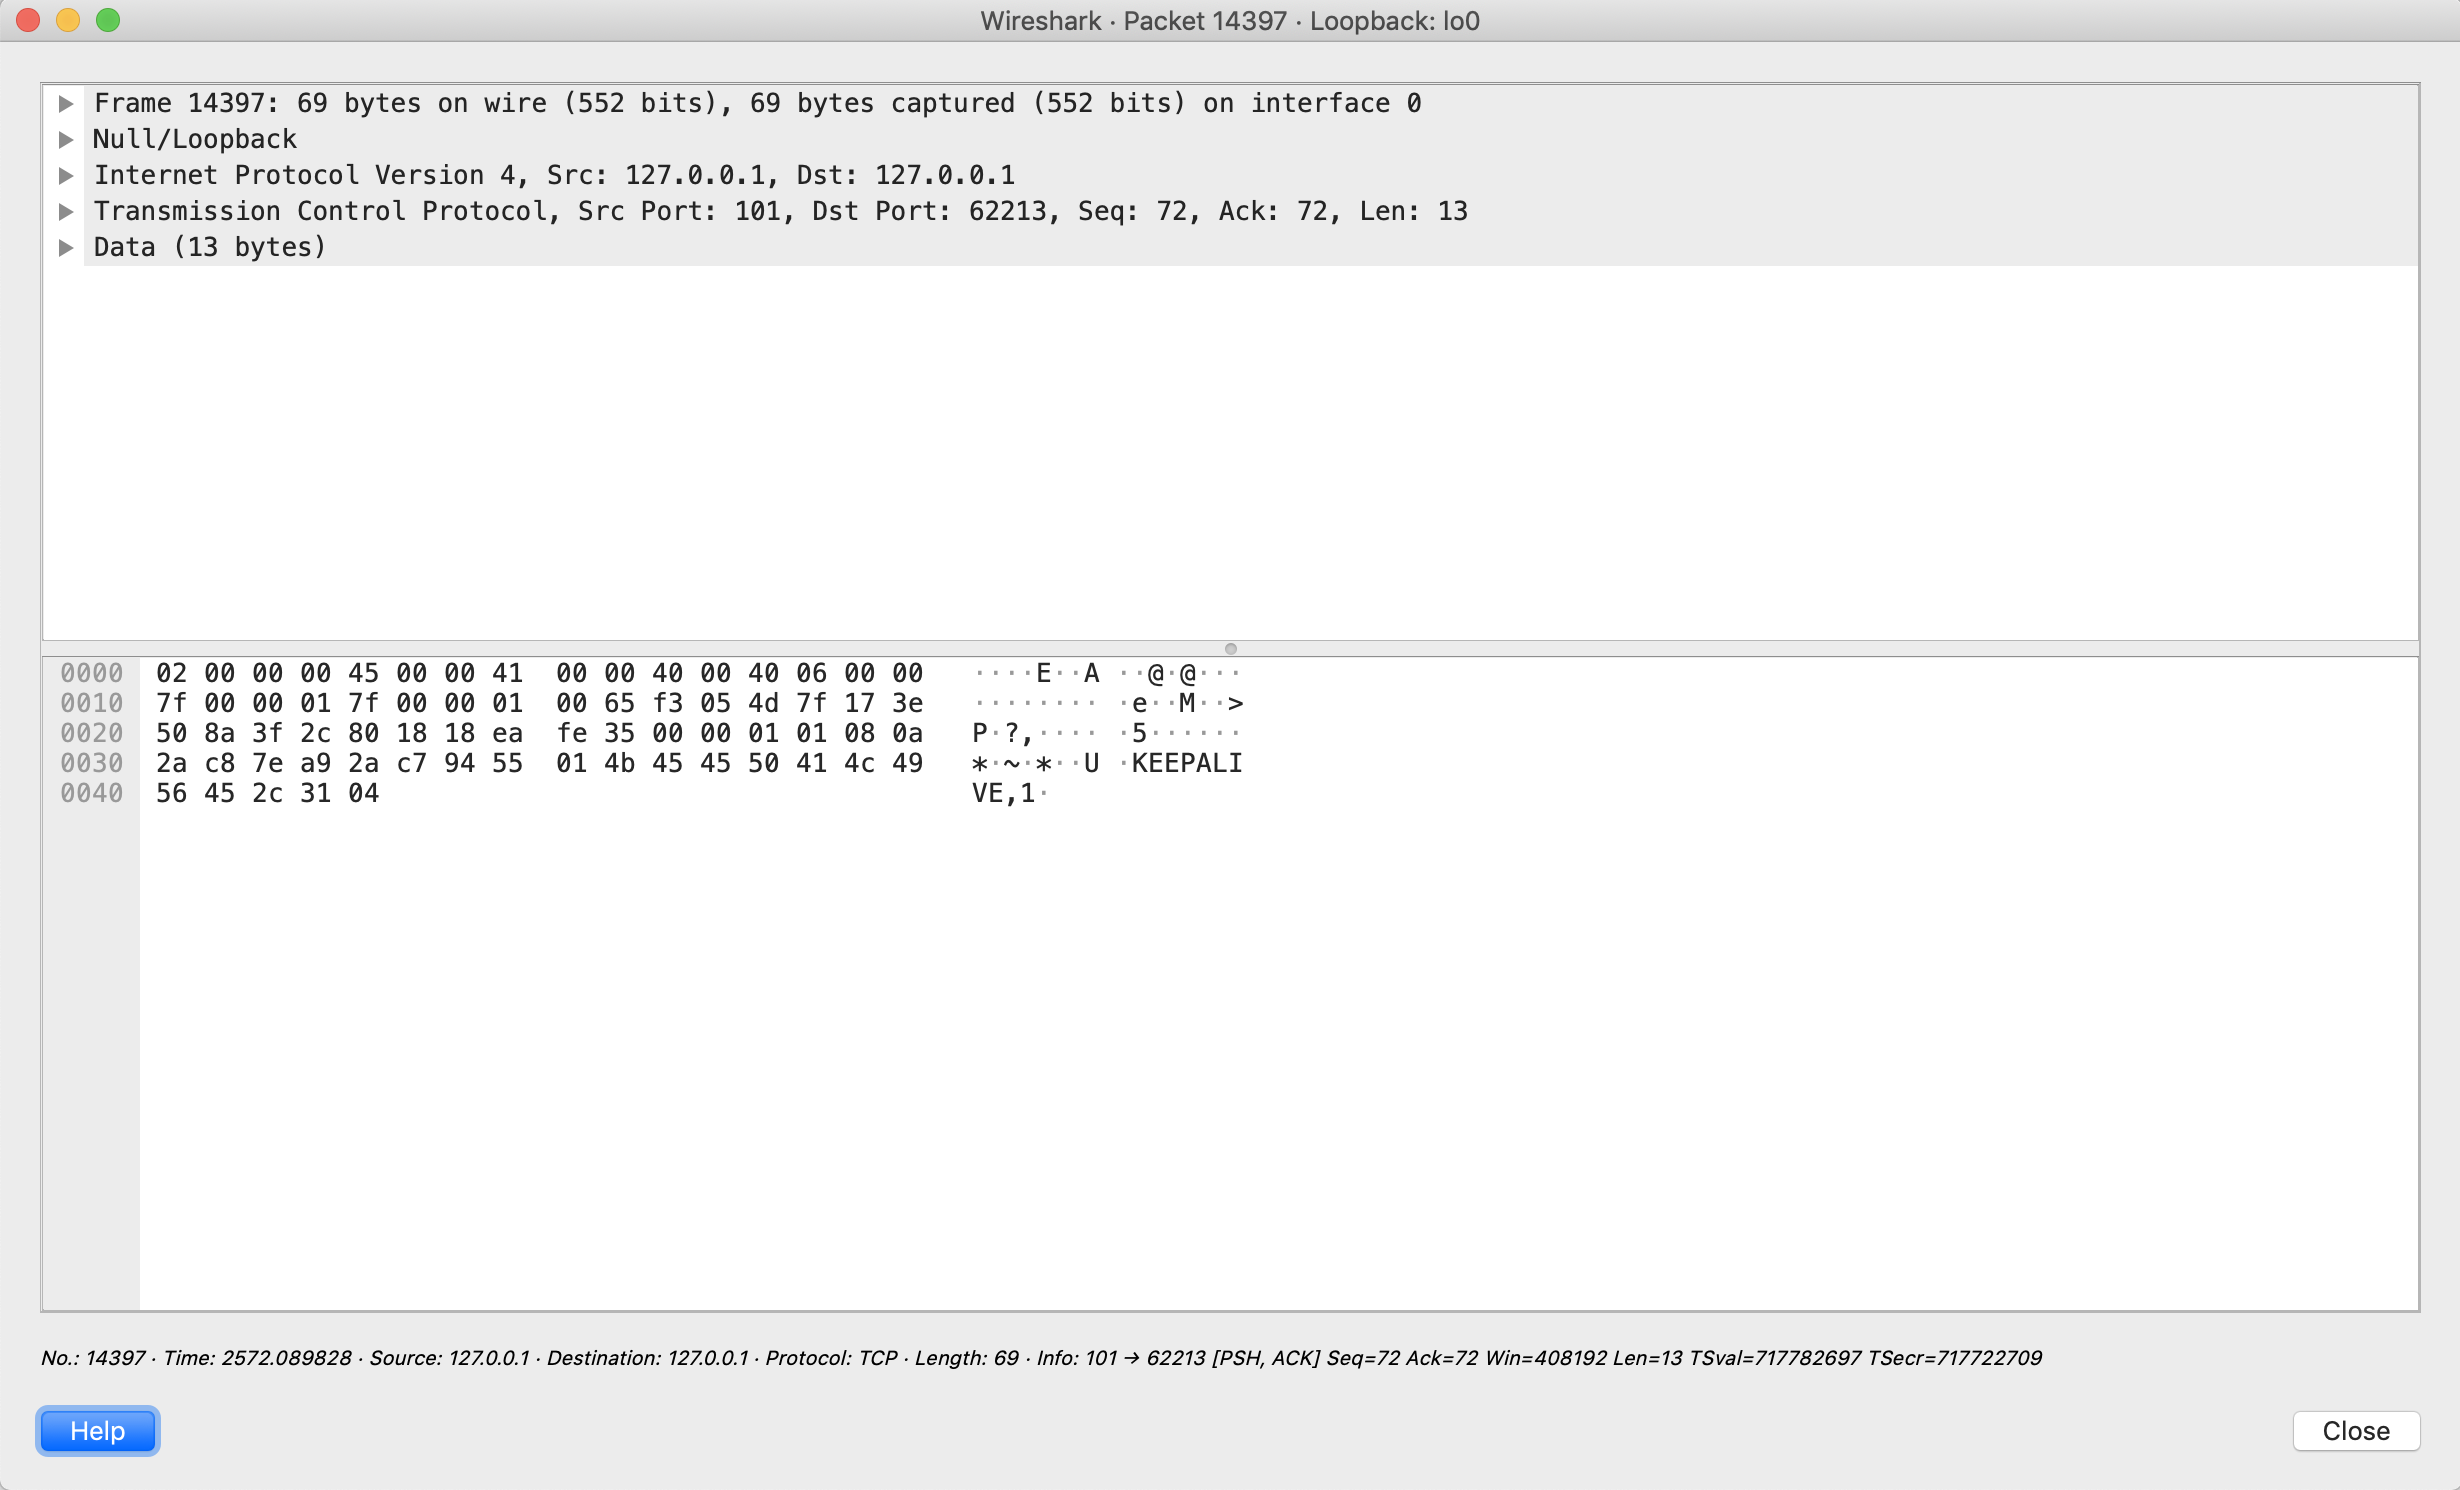 Wireshark · Packet 14397 · Loopback: lo0
Frame 14397: 69 bytes on wire (552 bits), 69 bytes captured (552 bits) on interface 0
Null/Loopback
Internet Protocol Version 4, Src: 127.0.0.1, Dst: 127.0.0.1
Transmission Control Protocol, Src Port: 101, Dst Port: 62213, Seq: 72, Ack: 72, Len: 13
Data (13 bytes)
0000 02 00 00 00 45 00 00 41 00 00 40 00 40 06 00 00 ····E··A ··@·@···
0010 7f 00 00 01 7f 00 00 01 00 65 f3 05 4d 7f 17 3e ········ ·e··M··>
0020 50 8a 3f 2c 80 18 18 ea fe 35 00 00 01 01 08 0a P·?,···· ·5······
0030 2a c8 7e a9 2a c7 94 55 01 4b 45 45 50 41 4c 49 *·~·*··U ·KEEPALI
0040 56 45 2c 31 04 VE,1·
No.: 14397 · Time: 2572.089828 · Source: 127.0.0.1 · Destination: 127.0.0.1 · Protocol: TCP · Length: 69 · Info: 101 → 62213 [PSH, ACK] Seq=72 Ack=72 Win=408192 Len=13 TSval=717782697 TSecr=717722709
Help
Close